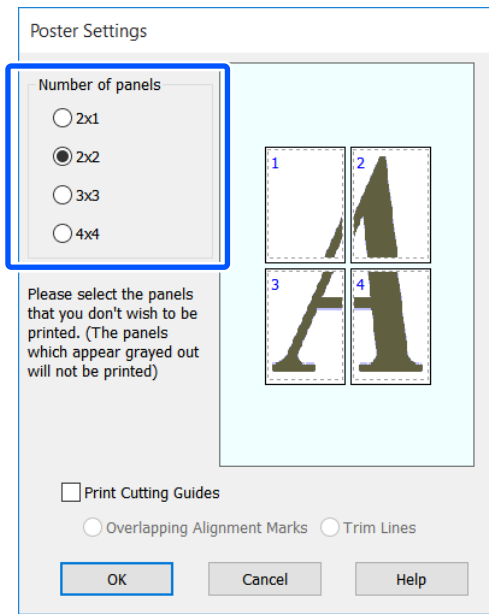 Poster Settings
Number of panels
2x1
2x2
3x3
4x4
1
2
3
4
Please select the panels
that you don't wish to be
printed. (The panels
which appear grayed out
will not be printed)
Print Cutting Guides
Overlapping Alignment Marks Trim Lines
OK Cancel Help